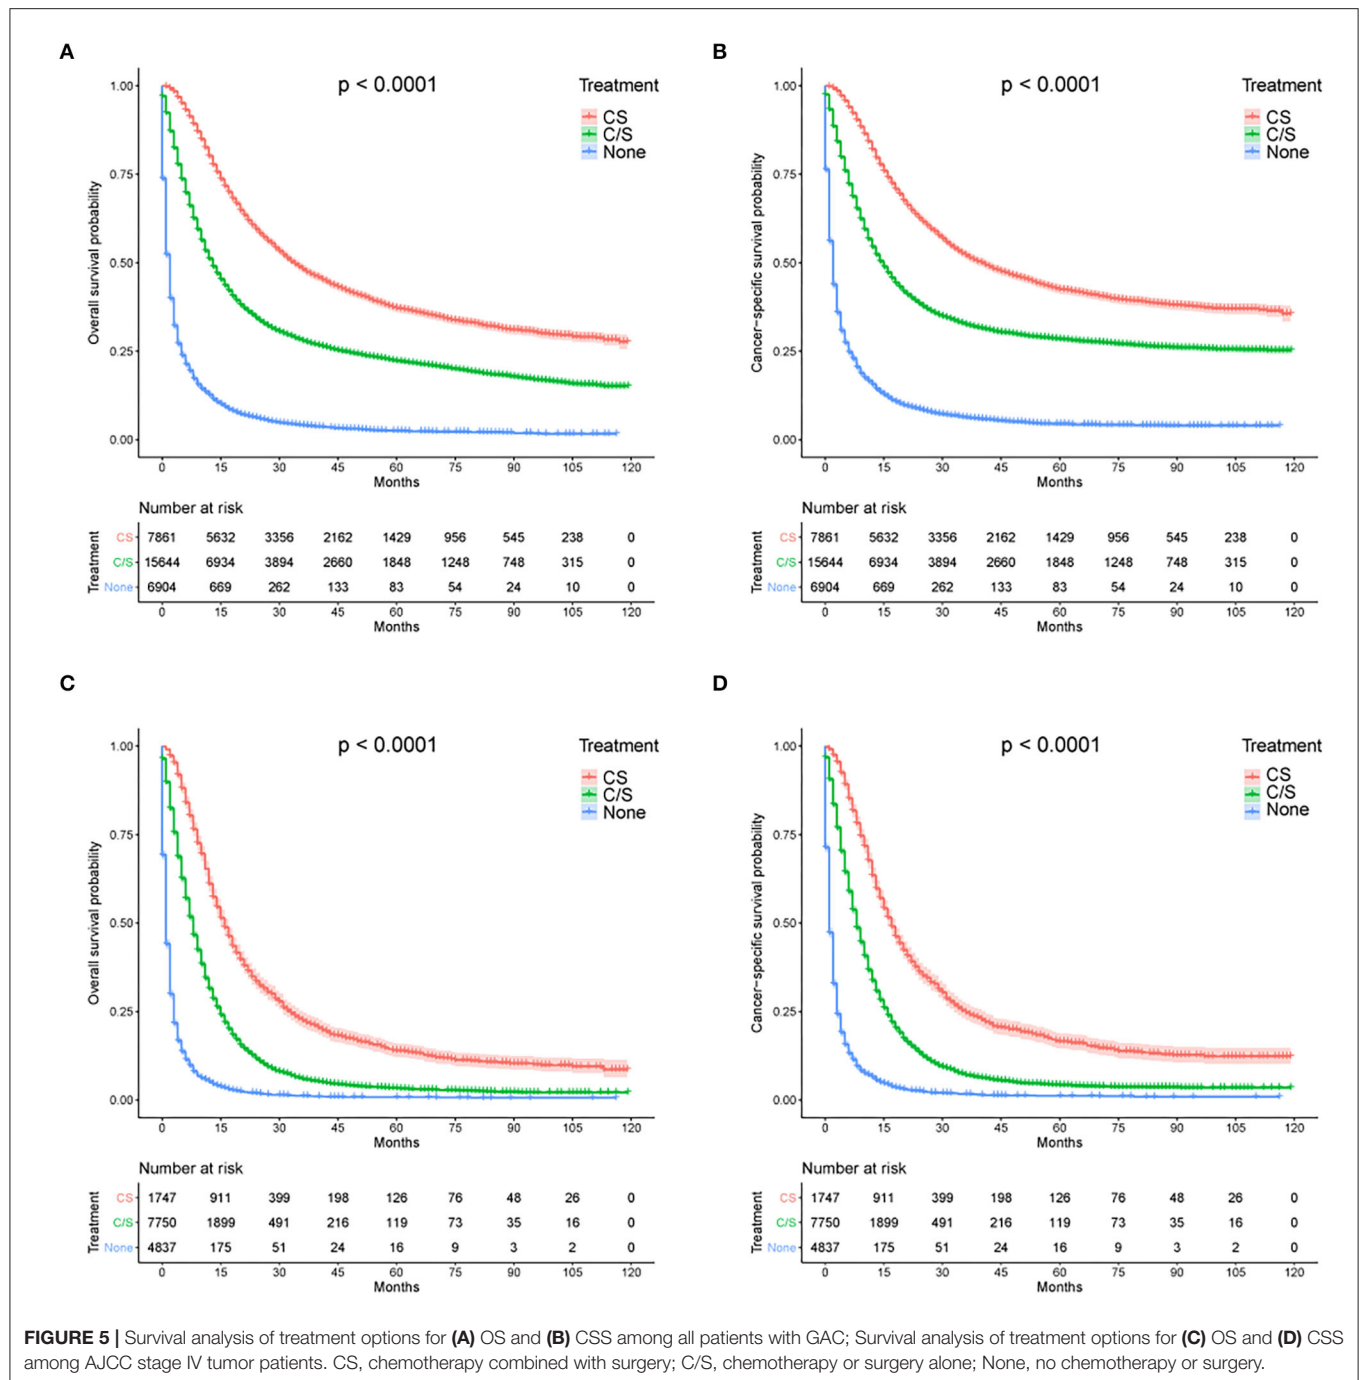 A
p < 0.0001
Treatment
CS
C/S
None
Overall survival probability
1.00
0.75
0.50
0.25
0.00
0 15 30 45 60 75 90 105 120
Months
Number at risk
Treatment
CS 7861 5632 3356 2162 1429 956 545 238 0
C/S 15644 6934 3894 2660 1848 1248 748 315 0
None 6904 669 262 133 83 54 24 10 0
0 15 30 45 60 75 90 105 120
Months
B
p < 0.0001
Treatment
CS
C/S
None
Cancer-specific survival probability
1.00
0.75
0.50
0.25
0.00
0 15 30 45 60 75 90 105 120
Months
Number at risk
Treatment
CS 7861 5632 3356 2162 1429 956 545 238 0
C/S 15644 6934 3894 2660 1848 1248 748 315 0
None 6904 669 262 133 83 54 24 10 0
0 15 30 45 60 75 90 105 120
Months
C
p < 0.0001
Treatment
CS
C/S
None
Overall survival probability
1.00
0.75
0.50
0.25
0.00
0 15 30 45 60 75 90 105 120
Months
Number at risk
Treatment
CS 1747 911 399 198 126 76 48 26 0
C/S 7750 1899 491 216 119 73 35 16 0
None 4837 175 51 24 16 9 3 2 0
0 15 30 45 60 75 90 105 120
Months
D
p < 0.0001
Treatment
CS
C/S
None
Cancer-specific survival probability
1.00
0.75
0.50
0.25
0.00
0 15 30 45 60 75 90 105 120
Months
Number at risk
Treatment
CS 1747 911 399 198 126 76 48 26 0
C/S 7750 1899 491 216 119 73 35 16 0
None 4837 175 51 24 16 9 3 2 0
0 15 30 45 60 75 90 105 120
Months
FIGURE 5 | Survival analysis of treatment options for (A) OS and (B) CSS among all patients with GAC; Survival analysis of treatment options for (C) OS and (D) CSS
among AJCC stage IV tumor patients. CS, chemotherapy combined with surgery; C/S, chemotherapy or surgery alone; None, no chemotherapy or surgery.